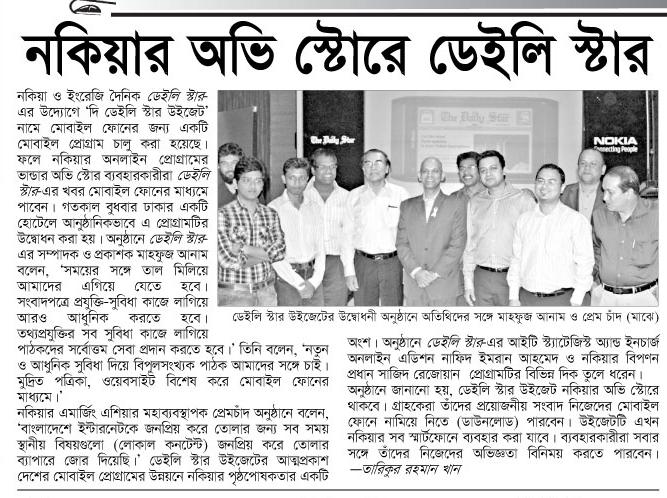 নকিয়ার অভি স্টোরে ডেইলি স্টার
নকিয়া ও ইংরেজি দৈনিক ডেইলি স্টার-
এর উদ্যোগে ‘দি ডেইলি স্টার উইজেট’
নামে মোবাইল ফোনের জন্য একটি
মোবাইল প্রোগ্রাম চালু করা হয়েছে।
ফলে নকিয়ার অনলাইন প্রোগ্রামের
ভান্ডার অভি স্টোর ব্যবহারকারীরা ডেইলি
স্টার-এর খবর মোবাইল ফোনের মাধ্যমে
পাবেন। গতকাল বুধবার ঢাকার একটি
হোটেলে আনুষ্ঠানিকভাবে এ প্রোগ্রামটির
উদ্বোধন করা হয়। অনুষ্ঠানে ডেইলি স্টার-
এর সম্পাদক ও প্রকাশক মাহফুজ আনাম
বলেন, ‘সময়ের সঙ্গে তাল মিলিয়ে
আমাদের এগিয়ে যেতে হবে।
সংবাদপত্রে প্রযুক্তি-সুবিধা কাজে লাগিয়ে
আরও আধুনিক করতে হবে।
তথ্যপ্রযুক্তির সব সুবিধা কাজে লাগিয়ে
পাঠকদের সর্বোত্তম সেবা প্রদান করতে হবে।’ তিনি বলেন, ‘নতুন
ও আধুনিক সুবিধা দিয়ে বিপুলসংখ্যক পাঠক আমাদের সঙ্গে চাই।
মুদ্রিত পত্রিকা, ওয়েবসাইট বিশেষ করে মোবাইল ফোনের
মাধ্যমে।’
নকিয়ার এমার্জিং এশিয়ার মহাব্যবস্থাপক প্রেমচাঁদ অনুষ্ঠানে বলেন,
‘বাংলাদেশে ইন্টারনেটকে জনপ্রিয় করে তোলার জন্য সব সময়
স্থানীয় বিষয়গুলো (লোকাল কনটেন্ট) জনপ্রিয় করে তোলার
ব্যাপারে জোর দিয়েছি।’ ডেইলি স্টার উইজেটের আত্মপ্রকাশ
দেশের মোবাইল প্রোগ্রামের উন্নয়নে নকিয়ার পৃষ্ঠপোষকতার একটি
The Daily Star
The Daily Star
NOKIA
Connecting People
ডেইলি স্টার উইজেটের উদ্বোধনী অনুষ্ঠানে অতিথিদের সঙ্গে মাহফুজ আনাম ও প্রেম চাঁদ (মাঝে)
অংশ। অনুষ্ঠানে ডেইলি স্টার-এর আইটি স্ট্যাটেজিস্ট অ্যান্ড ইনচার্জ
অনলাইন এডিশন নাফিদ ইমরান আহমেদ ও নকিয়ার বিপণন
প্রধান সাজিদ রেজোয়ান প্রোগ্রামটির বিভিন্ন দিক তুলে ধরেন।
অনুষ্ঠানে জানানো হয়, ডেইলি স্টার উইজেট নকিয়ার অভি স্টোরে
থাকবে। গ্রাহকেরা তাঁদের প্রয়োজনীয় সংবাদ নিজেদের মোবাইল
ফোনে নামিয়ে নিতে (ডাউনলোড) পারবেন। উইজেটটি এখন
নকিয়ার সব স্মার্টফোনে ব্যবহার করা যাবে। ব্যবহারকারীরা সবার
সঙ্গে তাঁদের নিজেদের অভিজ্ঞতা বিনিময় করতে পারবেন।
—তারিকুর রহমান খান